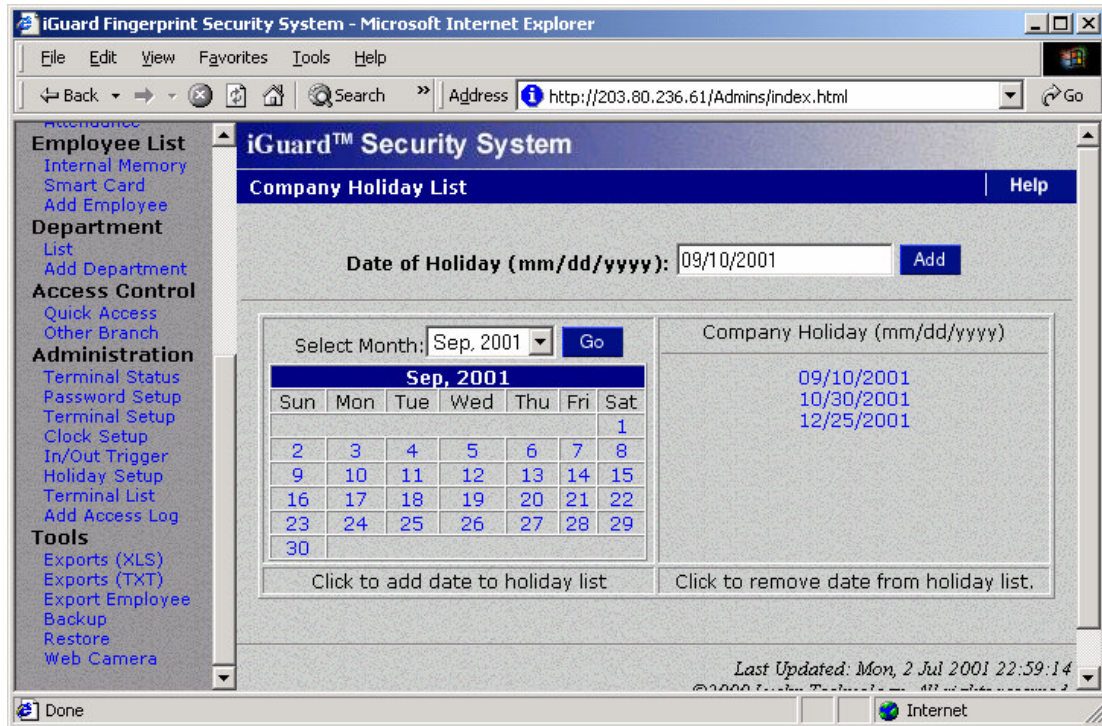 iGuard Fingerprint Security System - Microsoft Internet Explorer
File Edit View Favorites Tools Help
Back Search » Address http://203.80.236.61/Admins/index.html Go
Attendance
Employee List
Internal Memory
Smart Card
Add Employee
Department
List
Add Department
Access Control
Quick Access
Other Branch
Administration
Terminal Status
Password Setup
Terminal Setup
Clock Setup
In/Out Trigger
Holiday Setup
Terminal List
Add Access Log
Tools
Exports (XLS)
Exports (TXT)
Export Employee
Backup
Restore
Web Camera
iGuard™ Security System
Company Holiday List Help
Date of Holiday (mm/dd/yyyy): 09/10/2001 Add
Select Month: Sep, 2001 Go
Sep, 2001
Sun Mon Tue Wed Thu Fri Sat
1
2 3 4 5 6 7 8
9 10 11 12 13 14 15
16 17 18 19 20 21 22
23 24 25 26 27 28 29
30
Click to add date to holiday list
Company Holiday (mm/dd/yyyy)
09/10/2001
10/30/2001
12/25/2001
Click to remove date from holiday list.
Last Updated: Mon, 2 Jul 2001 22:59:14
Done Internet